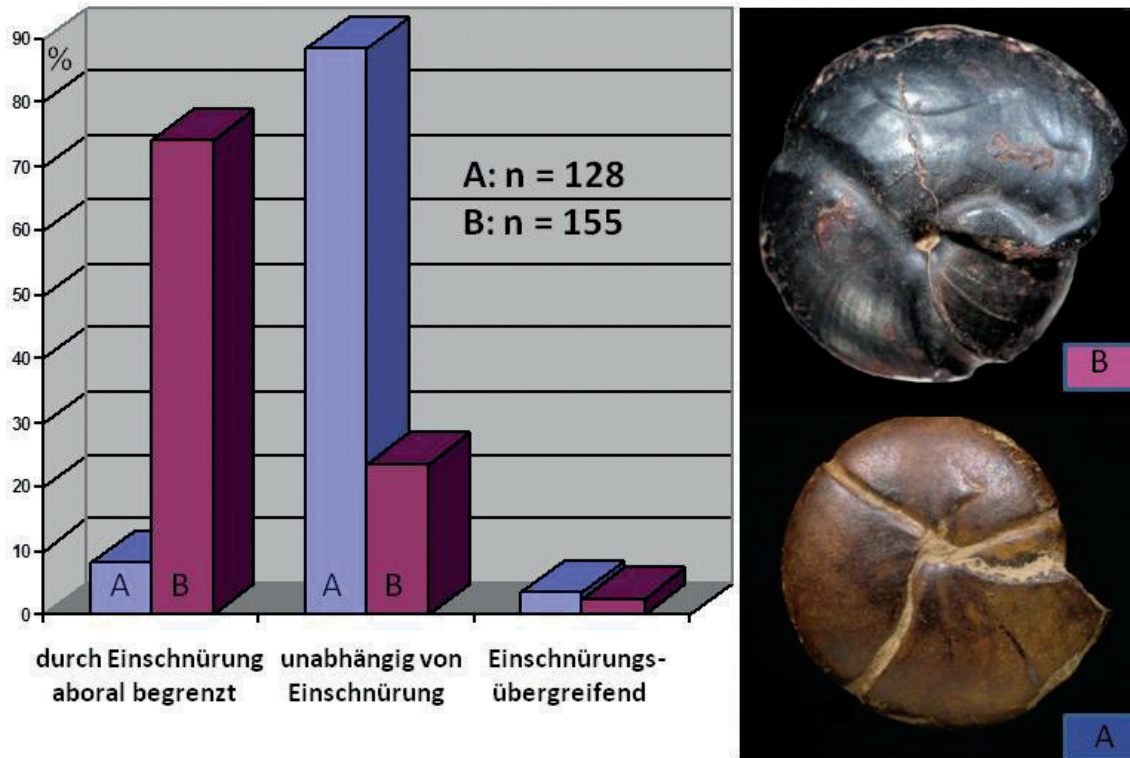 90
%
80
70
60
50
40
30
20
10
0
A: n = 128
B: n = 155
A
B
A
B
durch Einschnürung
aboral begrenzt
unabhängig von
Einschnürung
Einschnürungs-
übergreifend
B
A